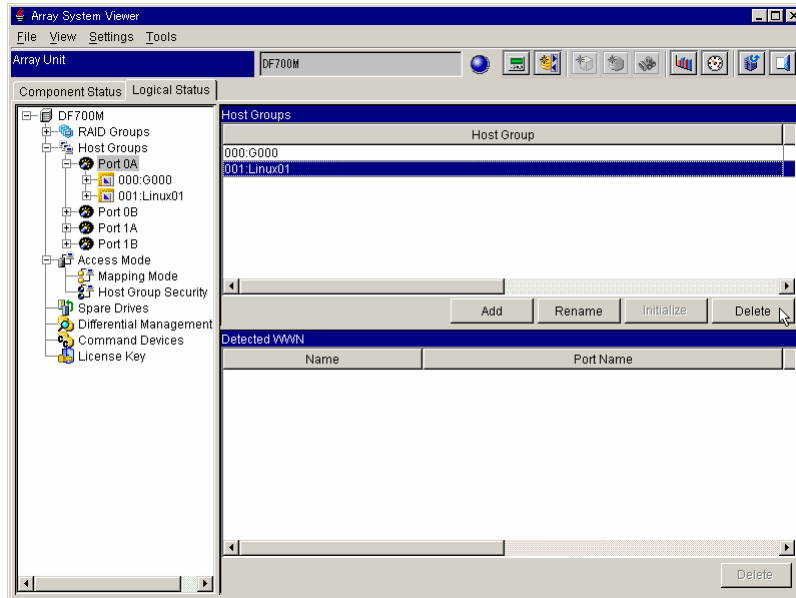 Array System Viewer
File View Settings Tools
Array Unit
DF700M
Component Status Logical Status
DF700M
RAID Groups
Host Groups
Port 0A
000:G000
001:Linux01
Port 0B
Port 1A
Port 1B
Access Mode
Mapping Mode
Host Group Security
Spare Drives
Differential Management
Command Devices
License Key
Host Groups
Host Group
000:G000
001:Linux01
Add Rename Initialize Delete
Detected WWN
Name Port Name
Delete